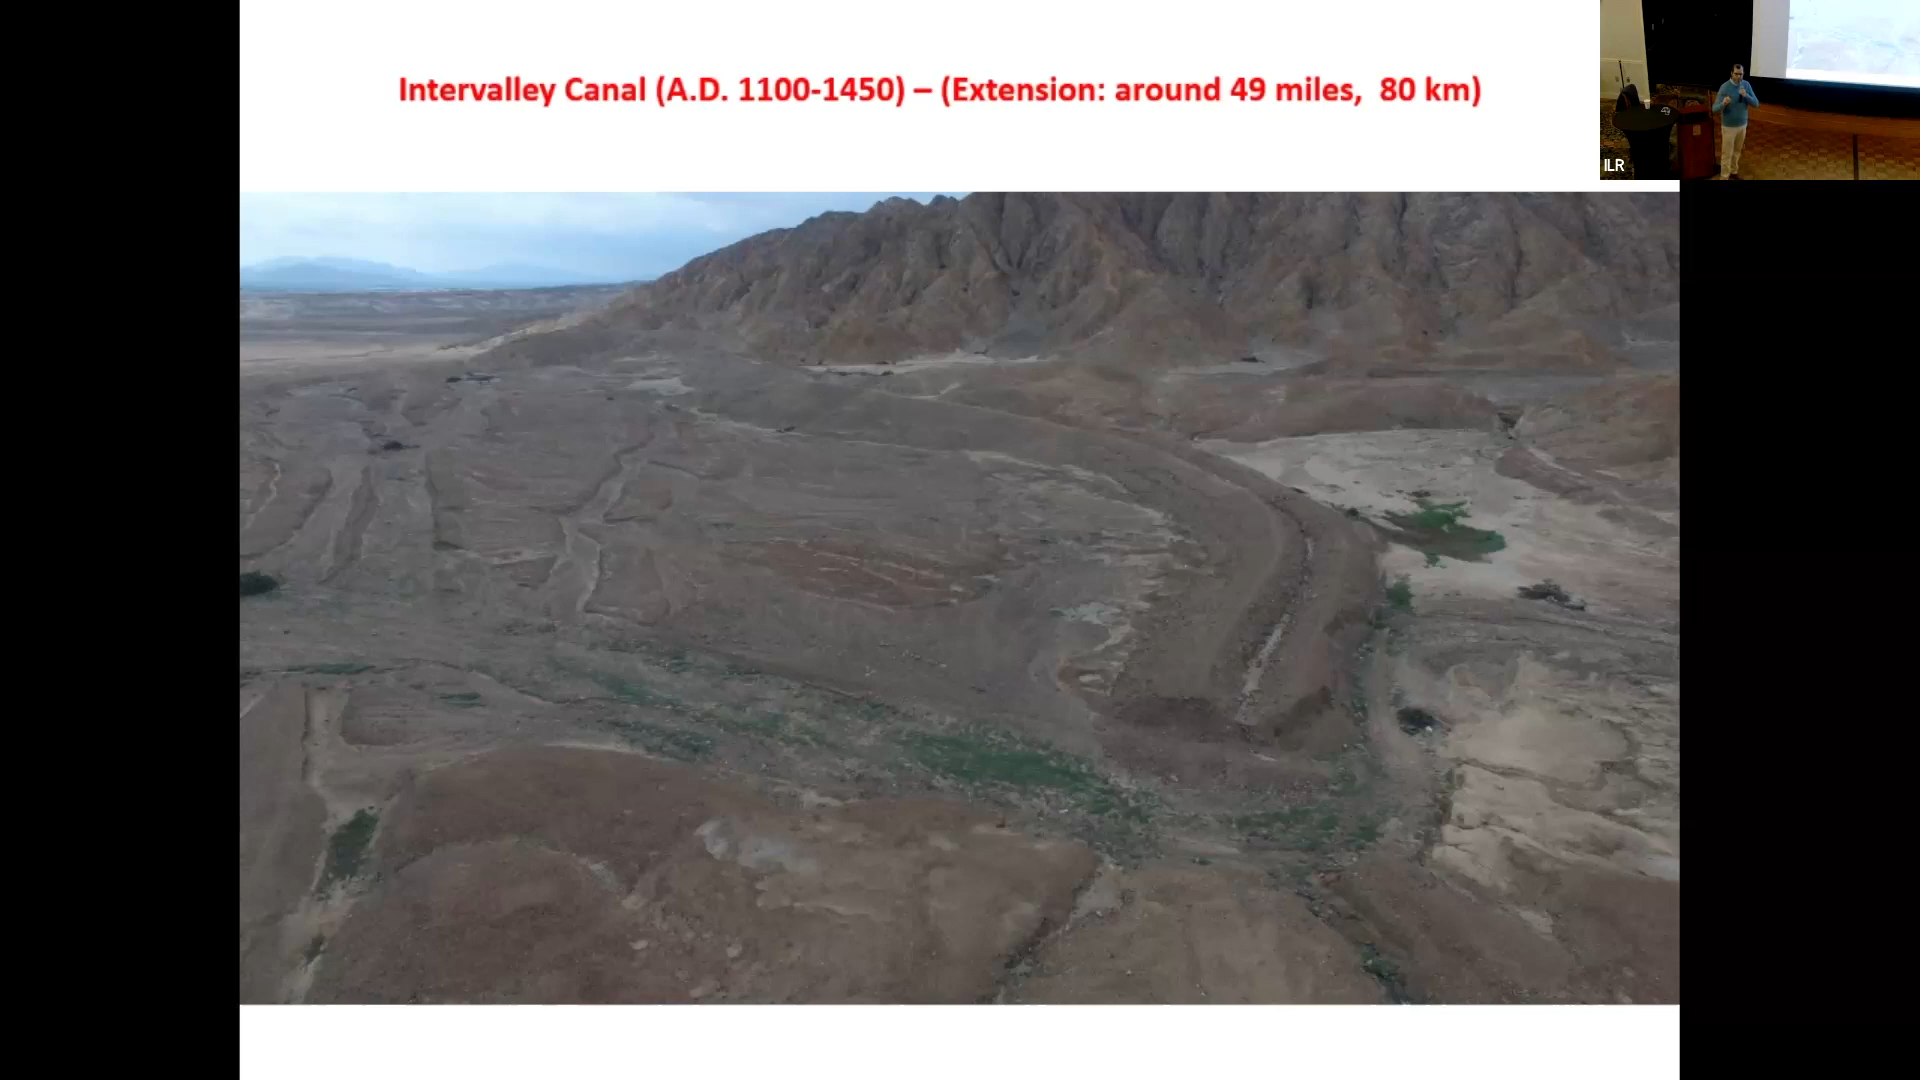 Intervalley Canal (A.D. 1100-1450) – (Extension: around 49 miles,  80 km)
ILR